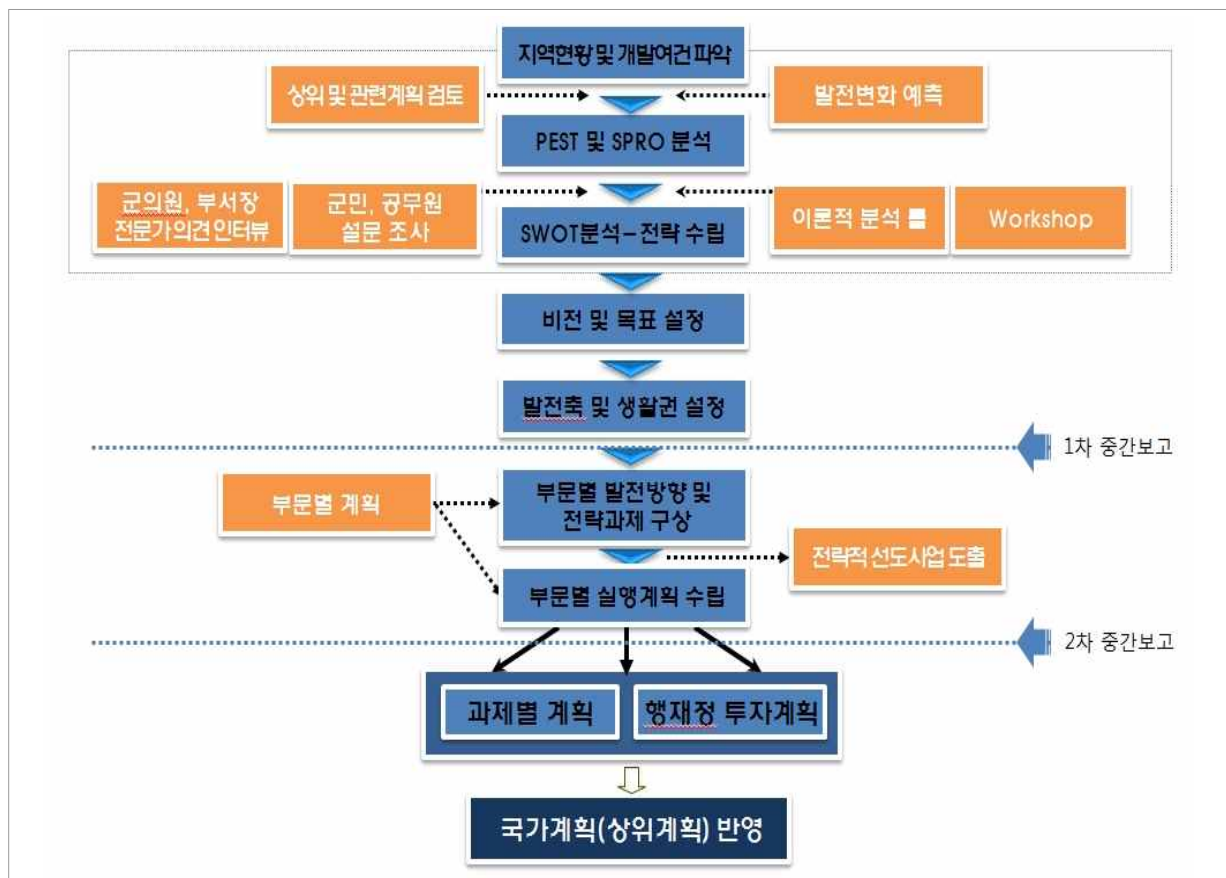 지역현황 및 개발여건 파악
상위 및 관련계획 검토
발전변화 예측
PEST 및 SPRO 분석
군의원, 부서장
전문가의견 인터뷰
군민, 공무원
설문 조사
SWOT분석-전략 수립
이론적 분석 툴
Workshop
비전 및 목표 설정
발전축 및 생활권 설정
1차 중간보고
부문별 계획
부문별 발전방향 및
전략과제 구상
전략적 선도사업 도출
부문별 실행계획 수립
2차 중간보고
과제별 계획
행재정 투자계획
국가계획(상위계획) 반영